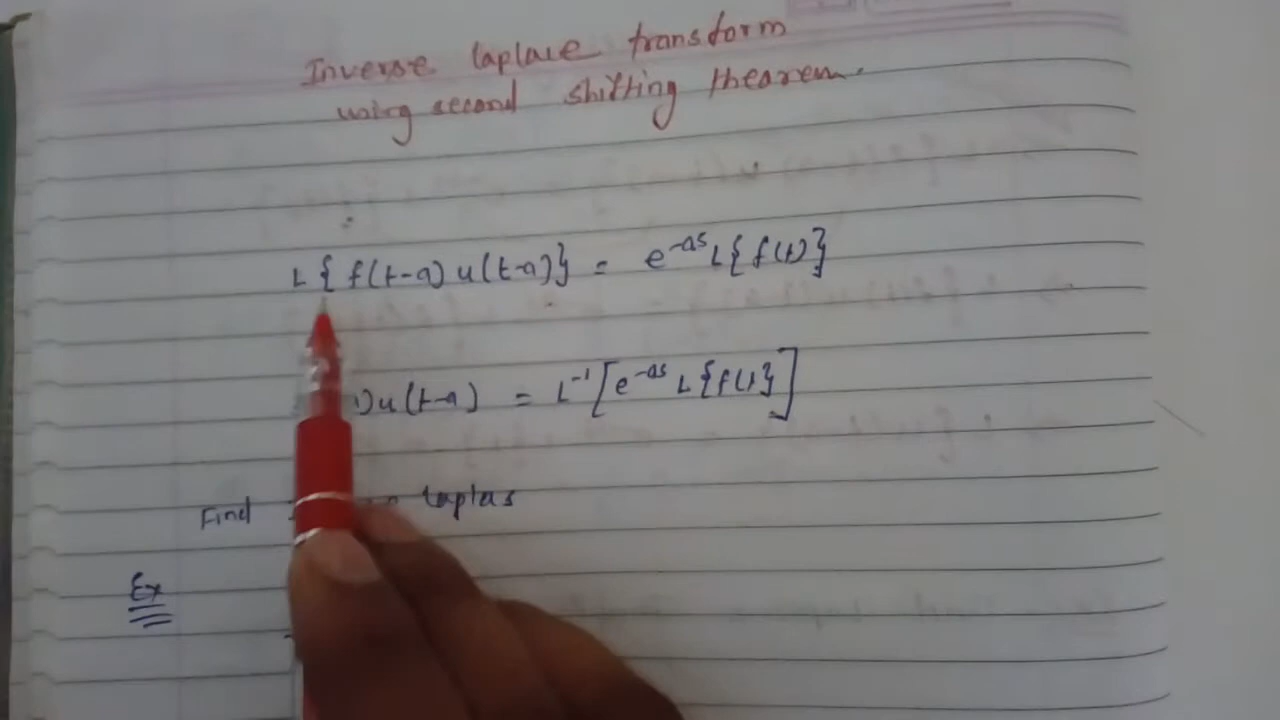 Inverse Laplace transform
using second shifting theorem.
L{ f(t-a) u(t-a)} = e^-as L{ f(t)}
)u(t-a) = L^-1 [e^-as L{f(t)}]
Find Laplas
Ex